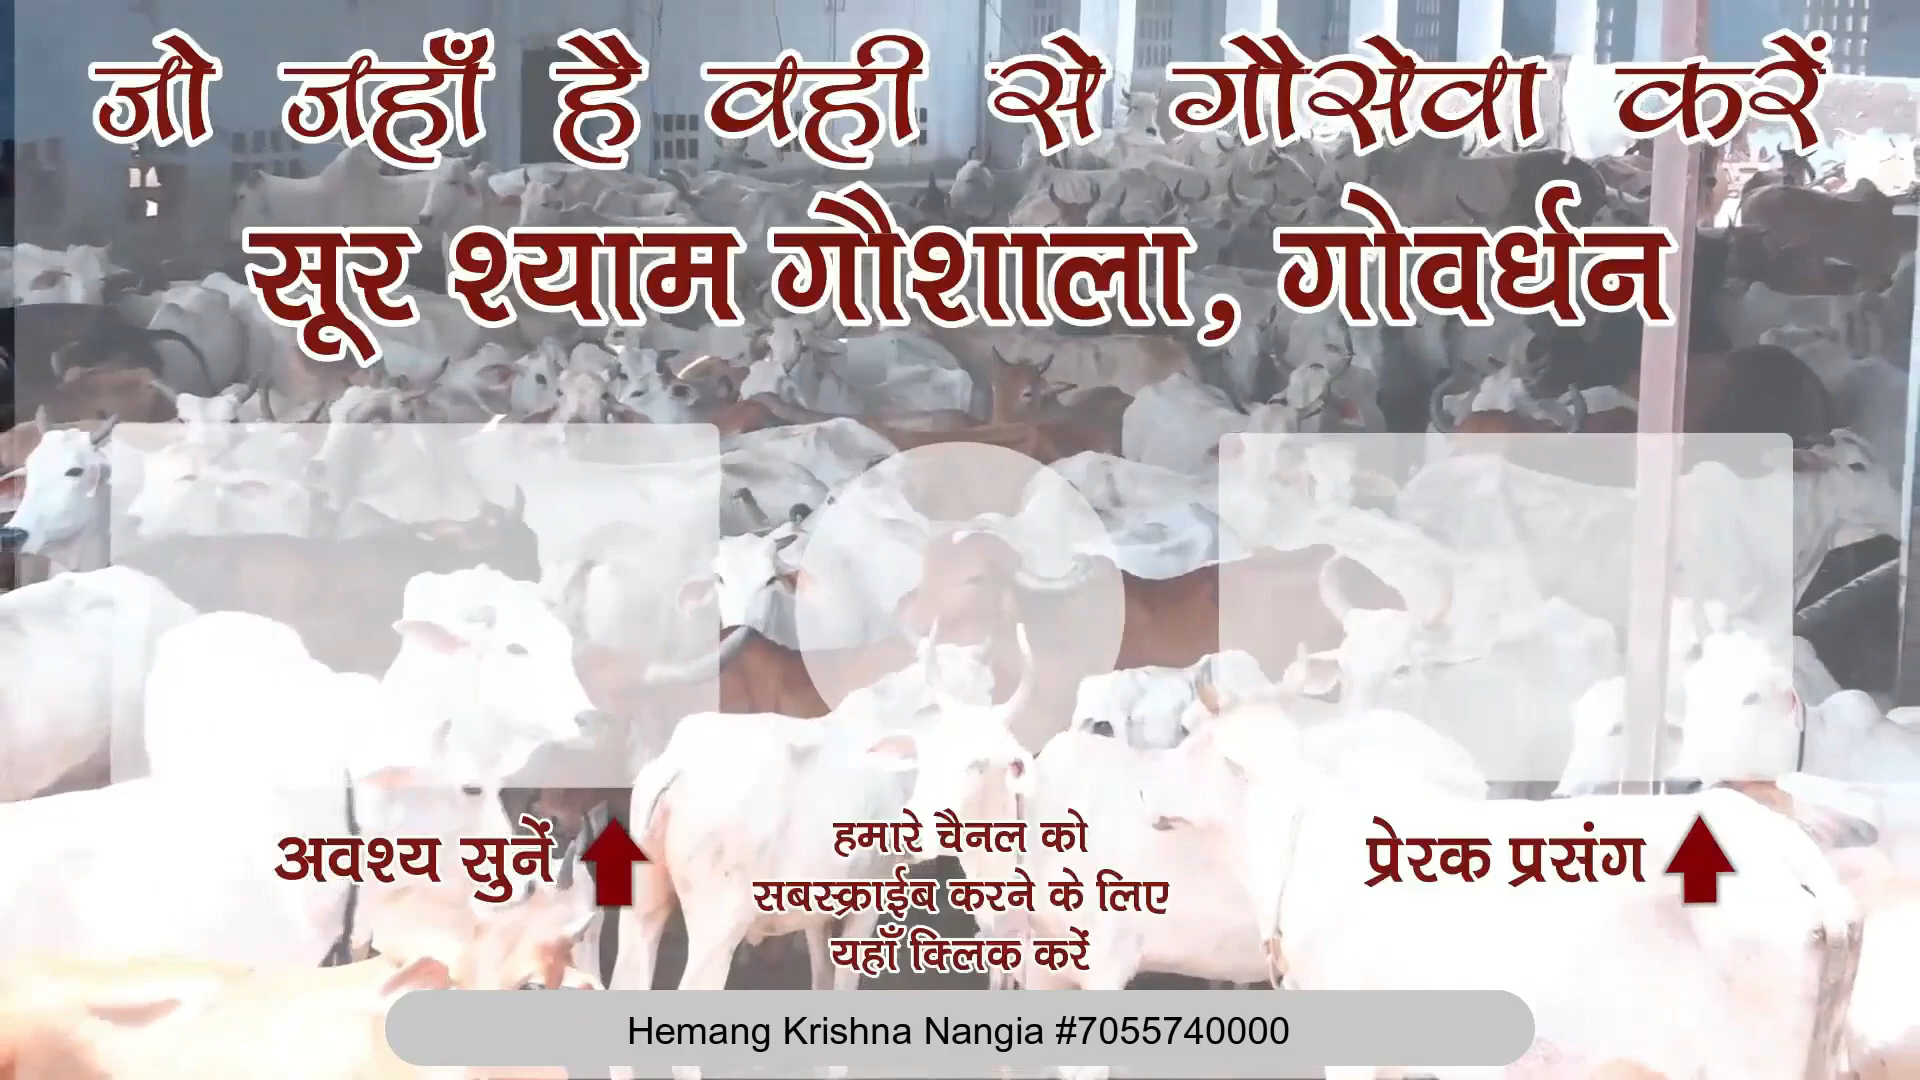 जो जहाँ है वही से गौसेवा करें
सूर श्याम गौशाला, गोवर्धन
अवश्य सुनें
हमारे चैनल को
सबस्क्राईब करने के लिए
यहाँ क्लिक करें
प्रेरक प्रसंग
Hemang Krishna Nangia #7055740000